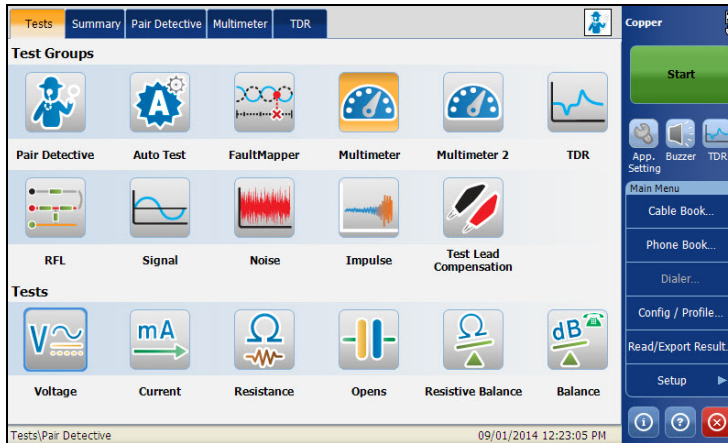 Tests Summary Pair Detective Multimeter TDR
Test Groups
A
Pair Detective Auto Test FaultMapper Multimeter Multimeter 2 TDR
RFL Signal Noise Impulse Test Lead
Compensation
Tests
V mA Ω Ω dB
Voltage Current Resistance Opens Resistive Balance Balance
Tests\Pair Detective 09/01/2014 12:23:05 PM
Copper
Start
App. Buzzer TDR
Setting
Main Menu
Cable Book...
Phone Book...
Dialer...
Config / Profile...
Read/Export Result.
Setup
i ?